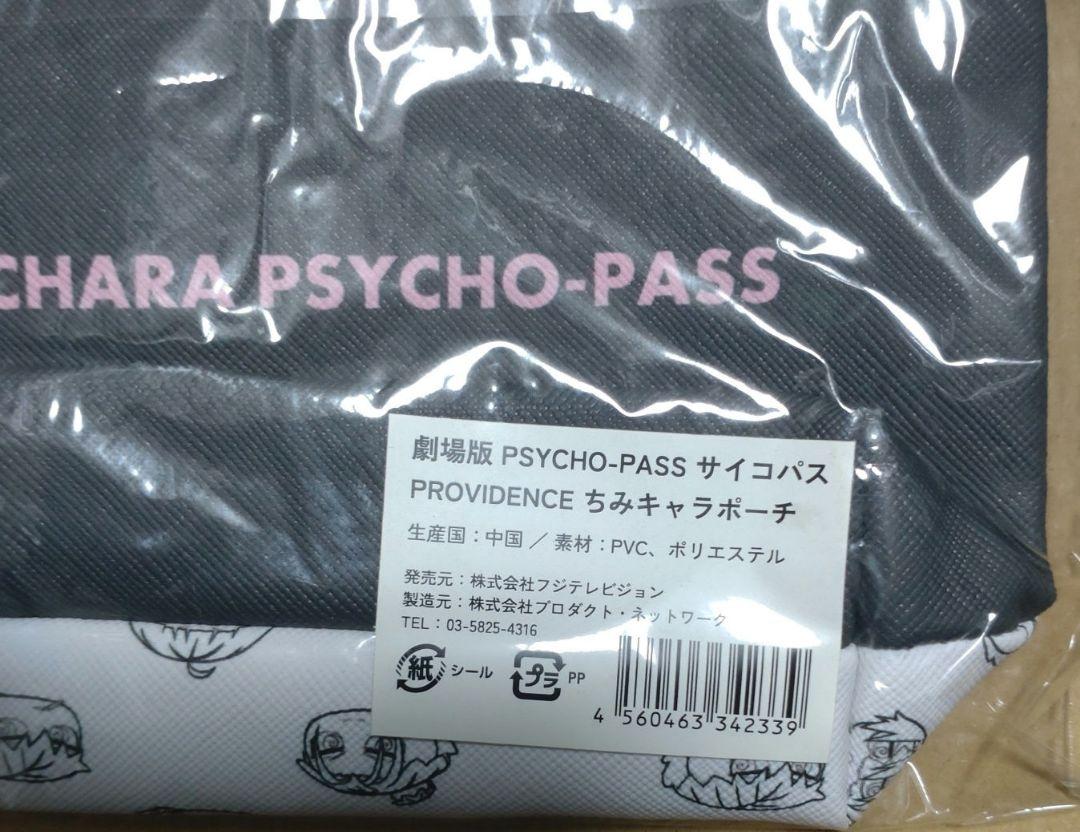 CHARA PSYCHO-PASS
劇場版 PSYCHO-PASS サイコパス
PROVIDENCE ちみキャラポーチ
生産国：中国 ／ 素材：PVC、ポリエステル
発売元：株式会社フジテレビジョン
製造元：株式会社プロダクト・ネットワーク
TEL：03-5825-4316
紙 シール プラ PP
4 560463 342339